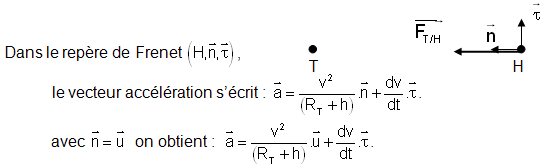 Dans le repère de Frenet (H,n⃗,τ⃗),
F⃗T/H n⃗ τ⃗
T H
le vecteur accélération s'écrit : a⃗ = v²/(RT + h) .n⃗ + dv/dt .τ⃗.
avec n⃗ = u⃗ on obtient : a⃗ = v²/(RT + h) .u⃗ + dv/dt .τ⃗.